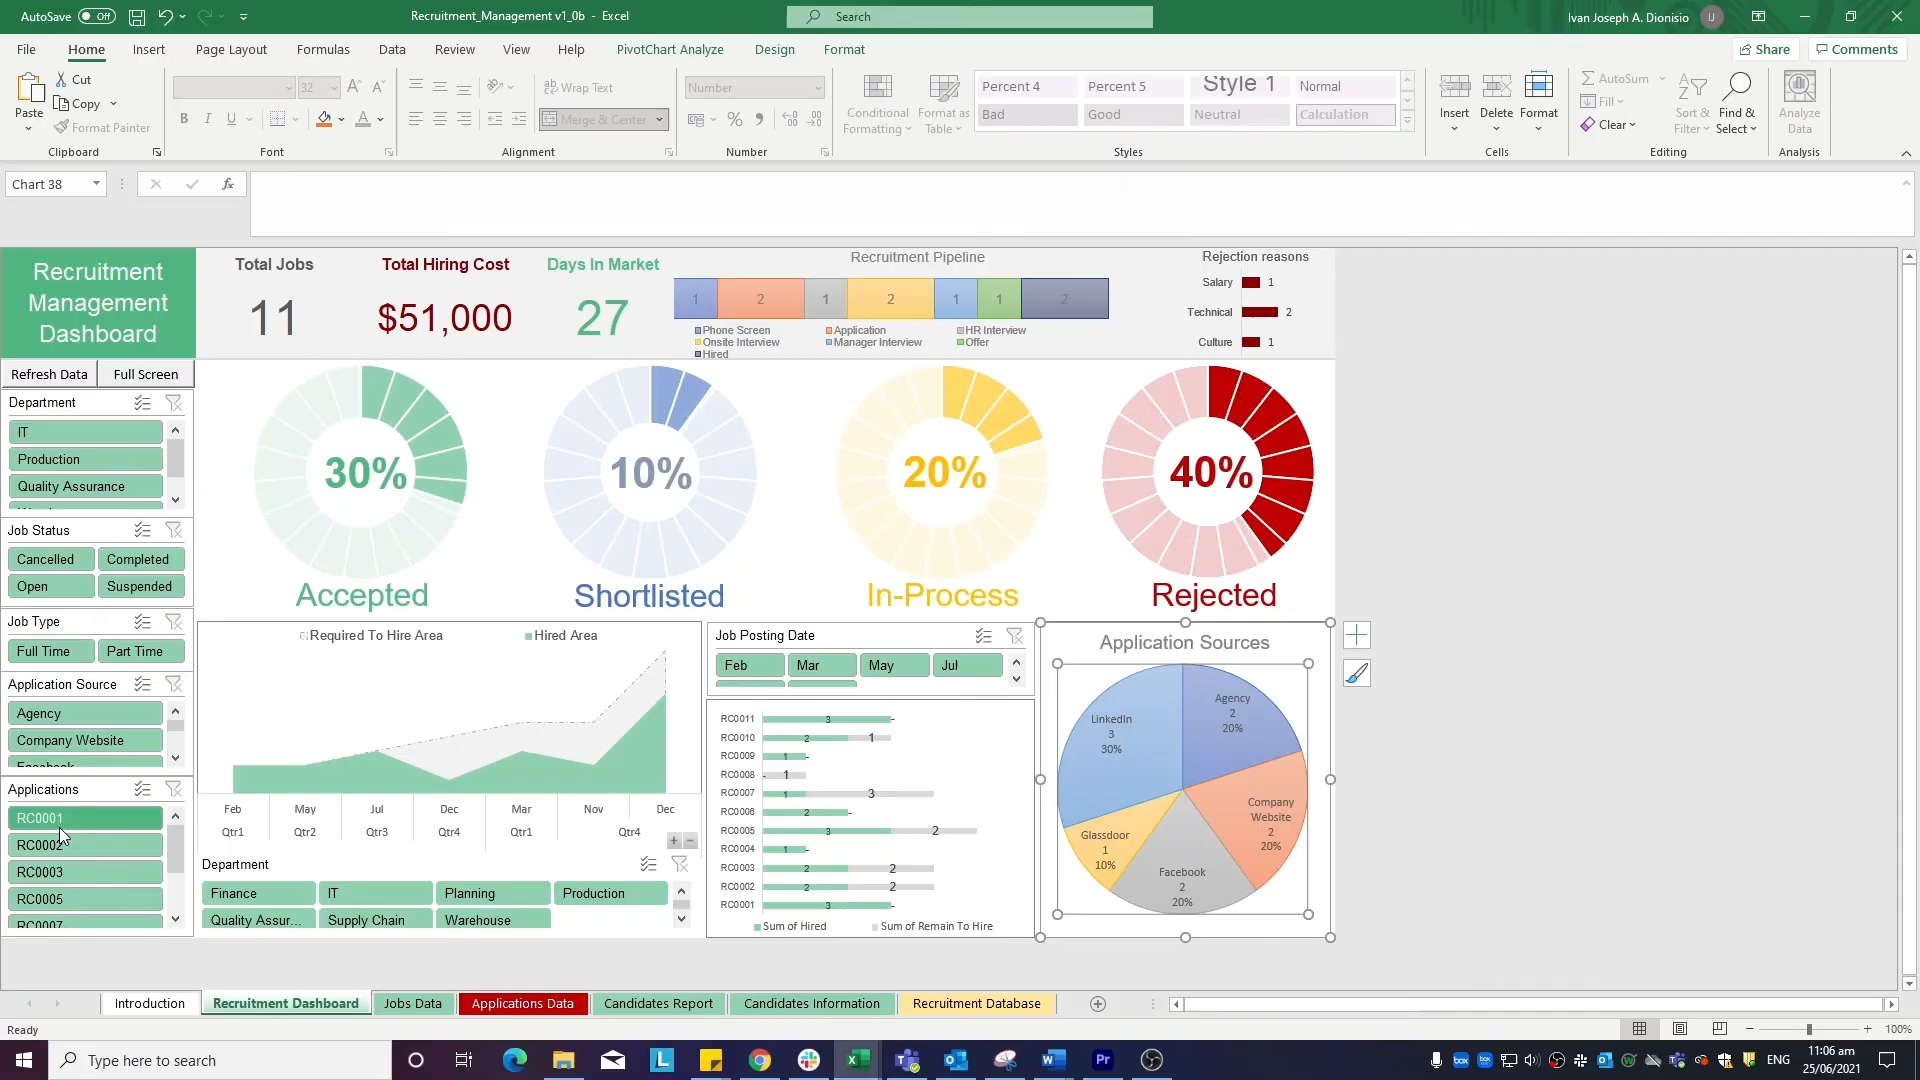 AutoSave Off
Recruitment_Management v1_0b - Excel
Search
Ivan Joseph A. Dionisio IJ
File Home Insert Page Layout Formulas Data Review View Help PivotChart Analyze Design Format
Share Comments
Paste Cut Copy Format Painter
32
Wrap Text
Merge & Center
Number
Conditional Formatting
Format as Table
Percent 4 Percent 5 Style 1 Normal
Bad Good Neutral Calculation
Insert Delete Format
AutoSum Fill Clear
Sort & Filter
Find & Select
Analyze Data
Clipboard Font Alignment Number Styles Cells Editing Analysis
Chart 38
fx
Recruitment
Management
Dashboard
Total Jobs
11
Total Hiring Cost
$51,000
Days In Market
27
Recruitment Pipeline
1 2 1 2 1 1 2
Phone Screen Application HR Interview
Onsite Interview Manager Interview Offer
Hired
Rejection reasons
Salary 1
Technical 2
Culture 1
Refresh Data Full Screen
Department
IT
Production
Quality Assurance
Job Status
Cancelled Completed
Open Suspended
Job Type
Full Time Part Time
Application Source
Agency
Company Website
Facebook
Applications
RC0001
RC0002
RC0003
RC0005
RC0007
30%
Accepted
10%
Shortlisted
20%
In-Process
40%
Rejected
Required To Hire Area Hired Area
Feb May Jul Dec Mar Nov Dec
Qtr1 Qtr2 Qtr3 Qtr4 Qtr1 Qtr4
+ -
Department
Finance IT Planning Production
Quality Assur... Supply Chain Warehouse
Job Posting Date
Feb Mar May Jul
RC0011 3 -
RC0010 2 1
RC0009 1 -
RC0008 - 1
RC0007 1 3
RC0006 2 -
RC0005 3 2
RC0004 1 -
RC0003 2 2
RC0002 2 2
RC0001 3 -
Sum of Hired Sum of Remain To Hire
Application Sources
Agency
2
20%
Company
Website
2
20%
Facebook
2
20%
Glassdoor
1
10%
LinkedIn
3
30%
Introduction Recruitment Dashboard Jobs Data Applications Data Candidates Report Candidates Information Recruitment Database
Ready
100%
Type here to search
ENG
11:06 am
25/06/2021